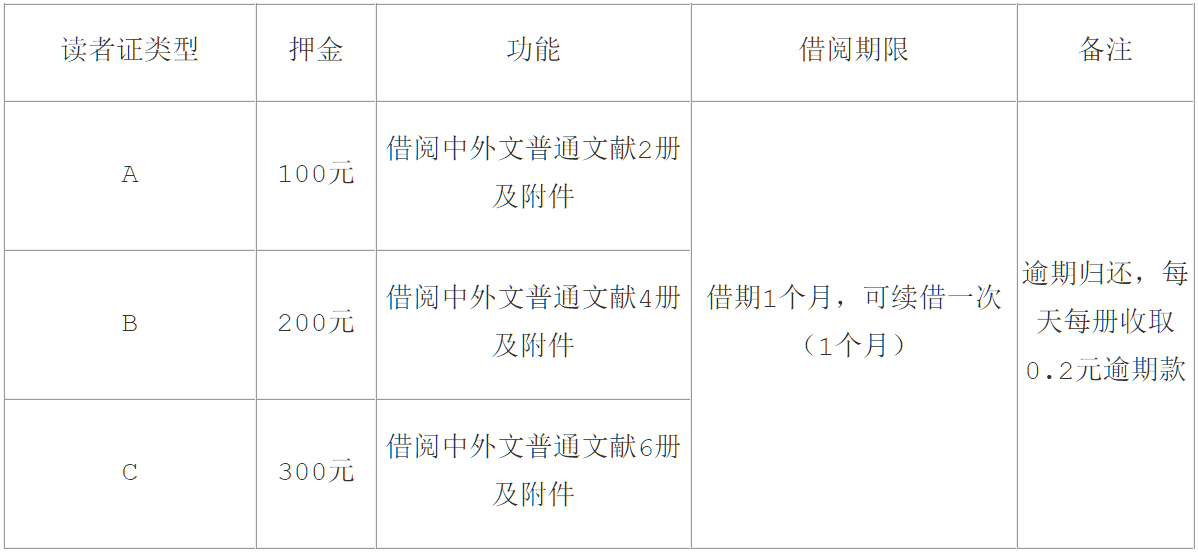 读者证类型
押金
功能
借阅期限
备注
A
100元
借阅中外文普通文献2册
及附件
借期1个月，可续借一次
（1个月）
逾期归还，每
天每册收取
0.2元逾期款
B
200元
借阅中外文普通文献4册
及附件
C
300元
借阅中外文普通文献6册
及附件